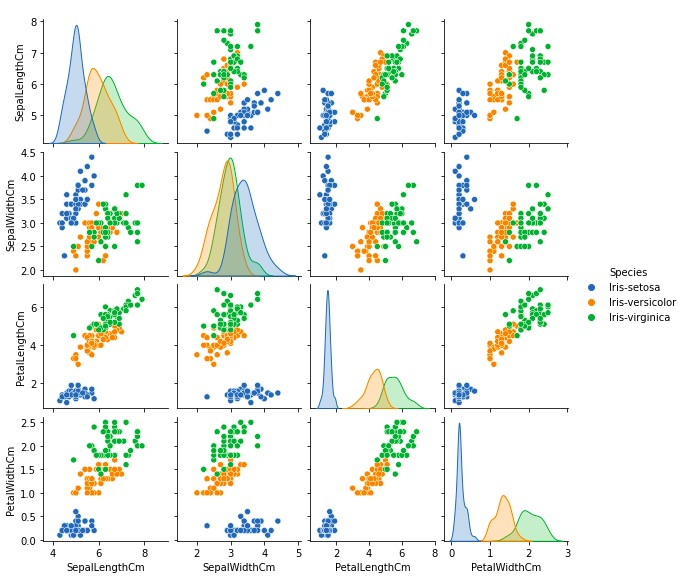 SepalLengthCm
8
7
6
5
SepalWidthCm
4.5
4.0
3.5
3.0
2.5
2.0
PetalLengthCm
6
4
2
PetalWidthCm
2.5
2.0
1.5
1.0
0.5
0.0
4 6 8
SepalLengthCm
2 3 4 5
SepalWidthCm
2 4 6 8
PetalLengthCm
0 1 2 3
PetalWidthCm
Species
Iris-setosa
Iris-versicolor
Iris-virginica